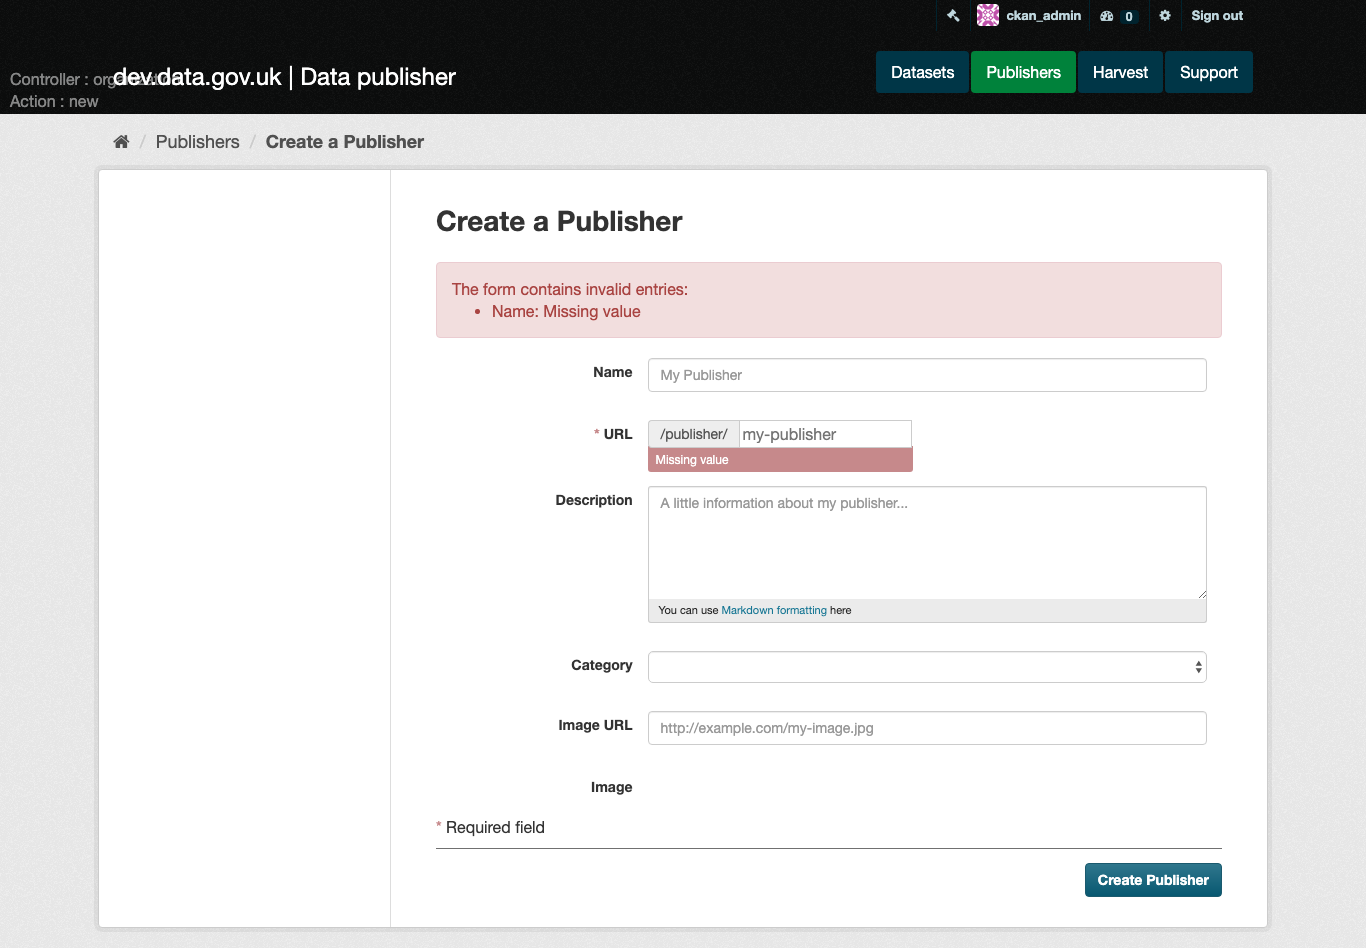 ckan_admin
0
Sign out
Controller : organization
dev.data.gov.uk | Data publisher
Action : new
Datasets
Publishers
Harvest
Support
/ Publishers / Create a Publisher
Create a Publisher
The form contains invalid entries:
• Name: Missing value
Name
My Publisher
* URL
/publisher/
my-publisher
Missing value
Description
A little information about my publisher...
You can use Markdown formatting here
Category
Image URL
http://example.com/my-image.jpg
Image
* Required field
Create Publisher